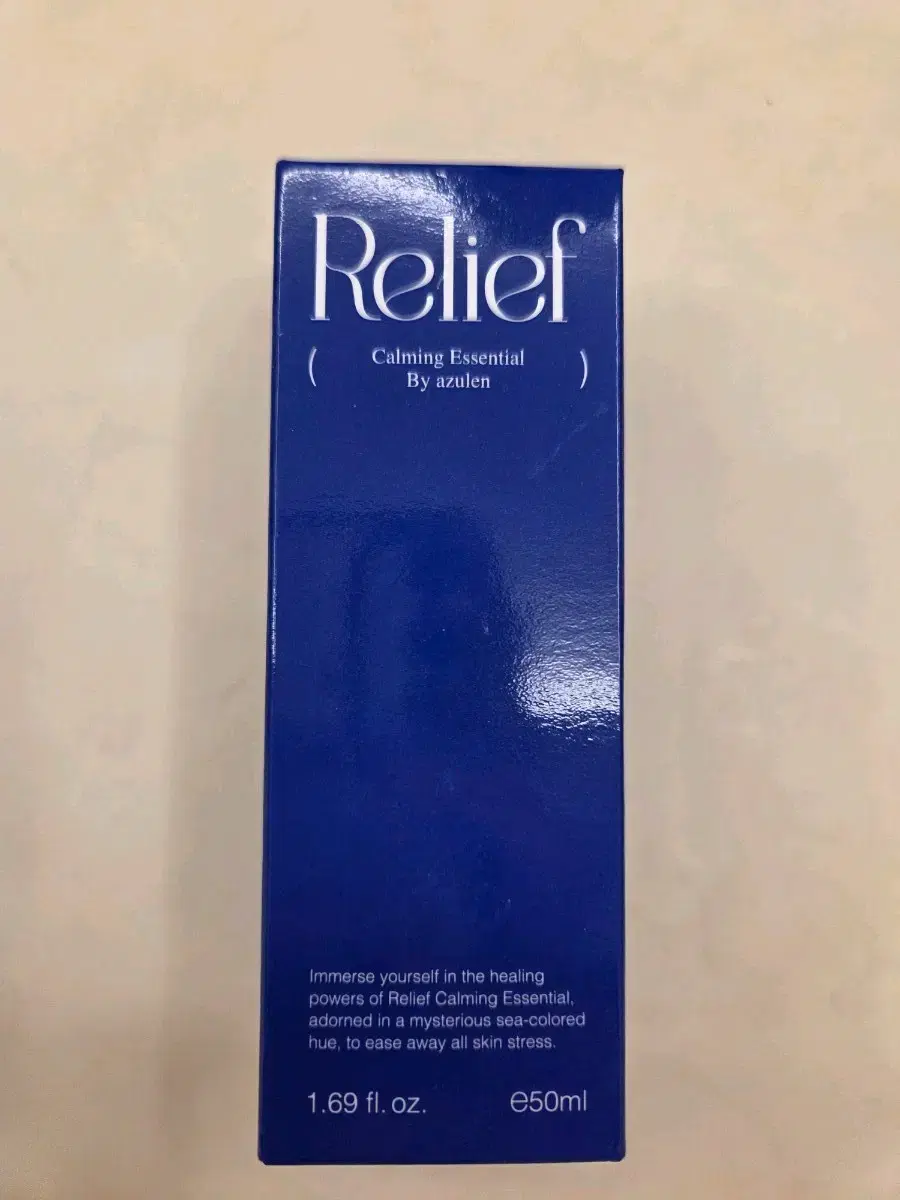 Relief
( Calming Essential )
By azulen
Immerse yourself in the healing
powers of Relief Calming Essential,
adorned in a mysterious sea-colored
hue, to ease away all skin stress.
1.69 fl. oz. ℮50ml